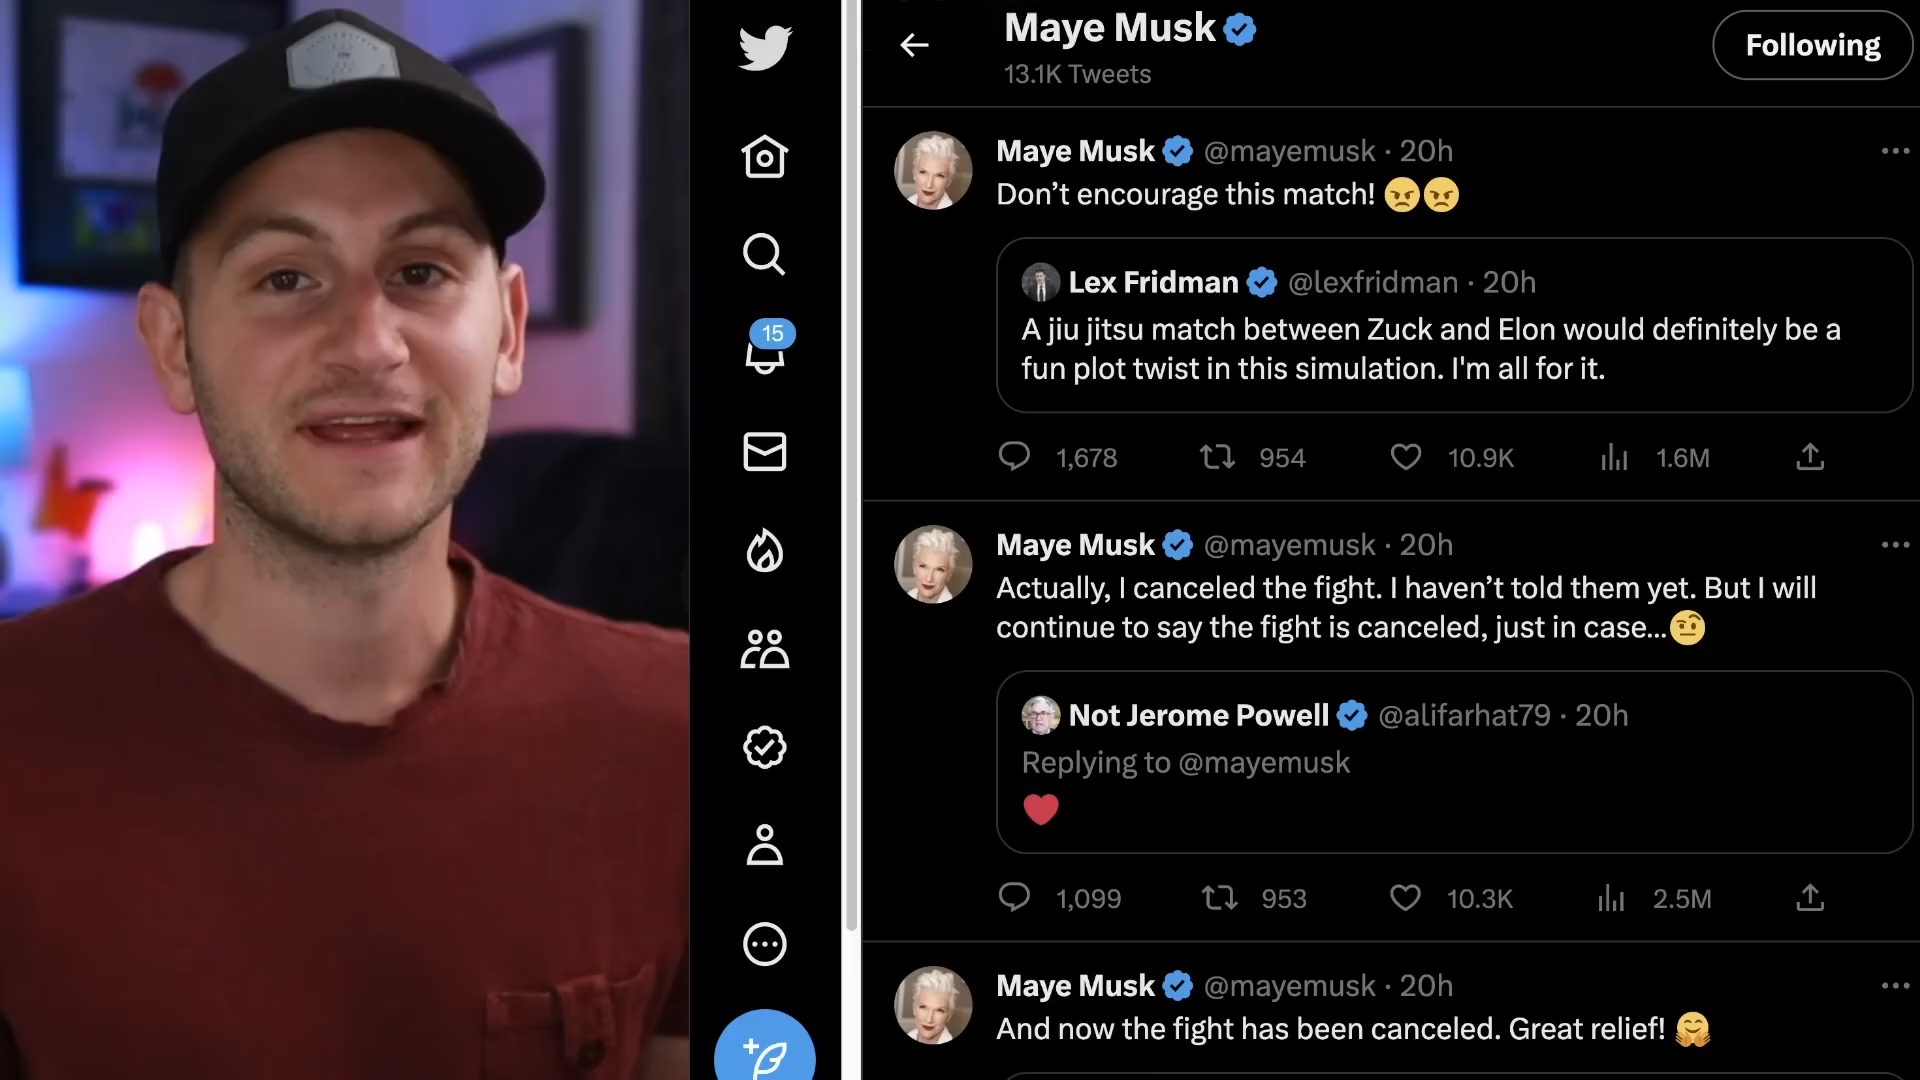 Maye Musk
13.1K Tweets
Following
15
Maye Musk @mayemusk · 20h
Don’t encourage this match! 😠😠
Lex Fridman @lexfridman · 20h
A jiu jitsu match between Zuck and Elon would definitely be a
fun plot twist in this simulation. I'm all for it.
1,678 954 10.9K 1.6M
Maye Musk @mayemusk · 20h
Actually, I canceled the fight. I haven’t told them yet. But I will
continue to say the fight is canceled, just in case...🤨
Not Jerome Powell @alifarhat79 · 20h
Replying to @mayemusk
❤️
1,099 953 10.3K 2.5M
Maye Musk @mayemusk · 20h
And now the fight has been canceled. Great relief! 🤗